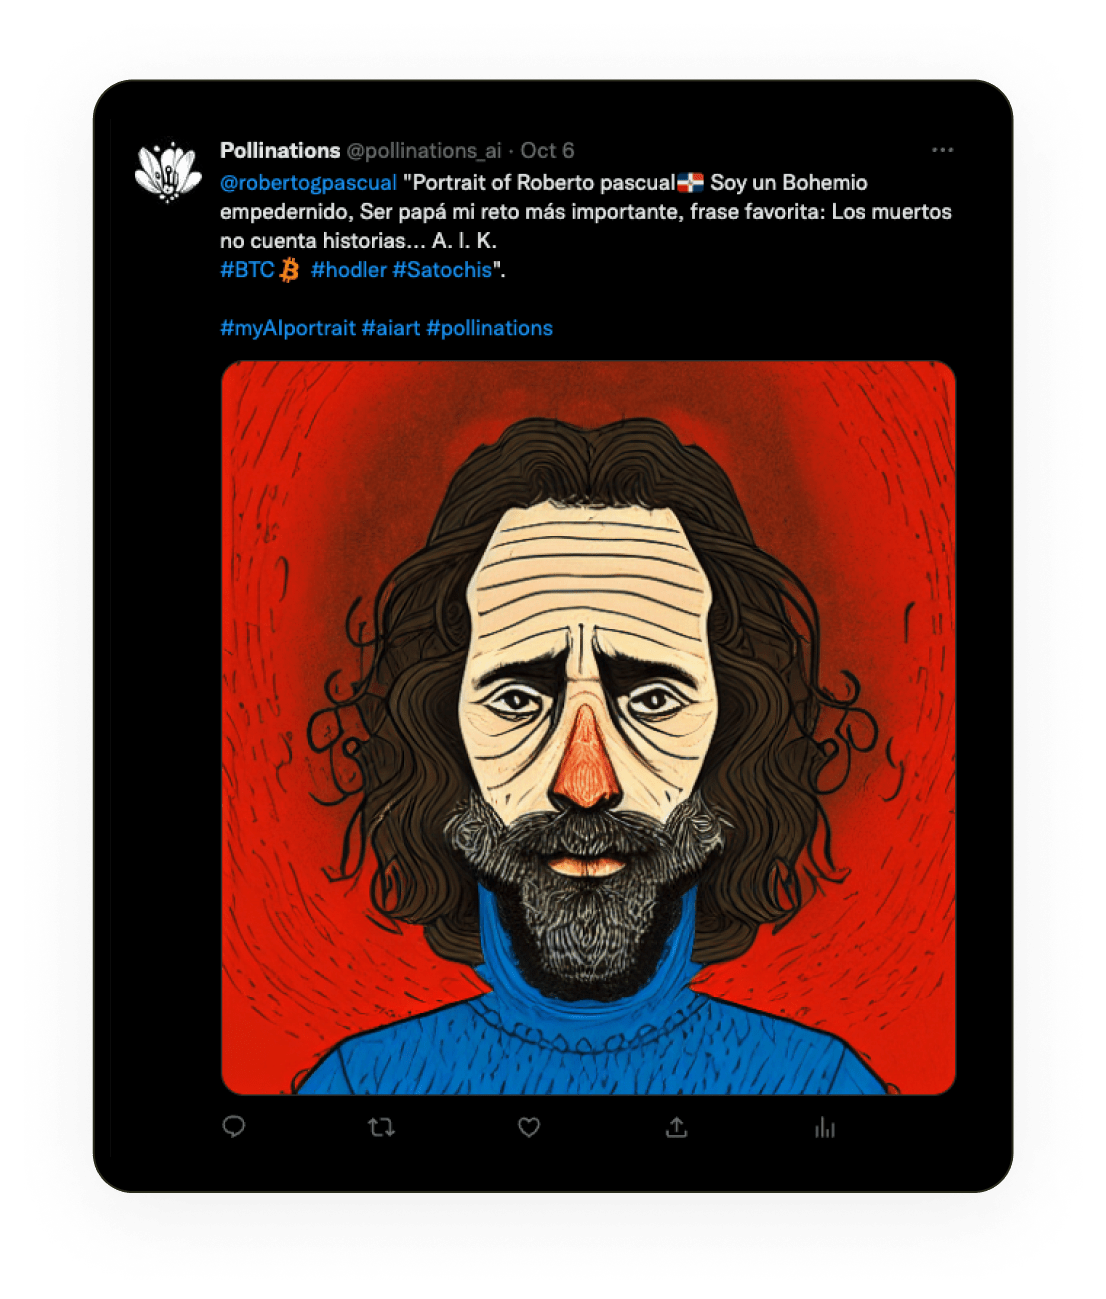 Pollinations @pollinations_ai · Oct 6
@robertogpascual "Portrait of Roberto pascual🇩🇴 Soy un Bohemio
empedernido, Ser papá mi reto más importante, frase favorita: Los muertos
no cuenta historias... A. I. K.
#BTC #hodler #Satochis".
#myAIportrait #aiart #pollinations